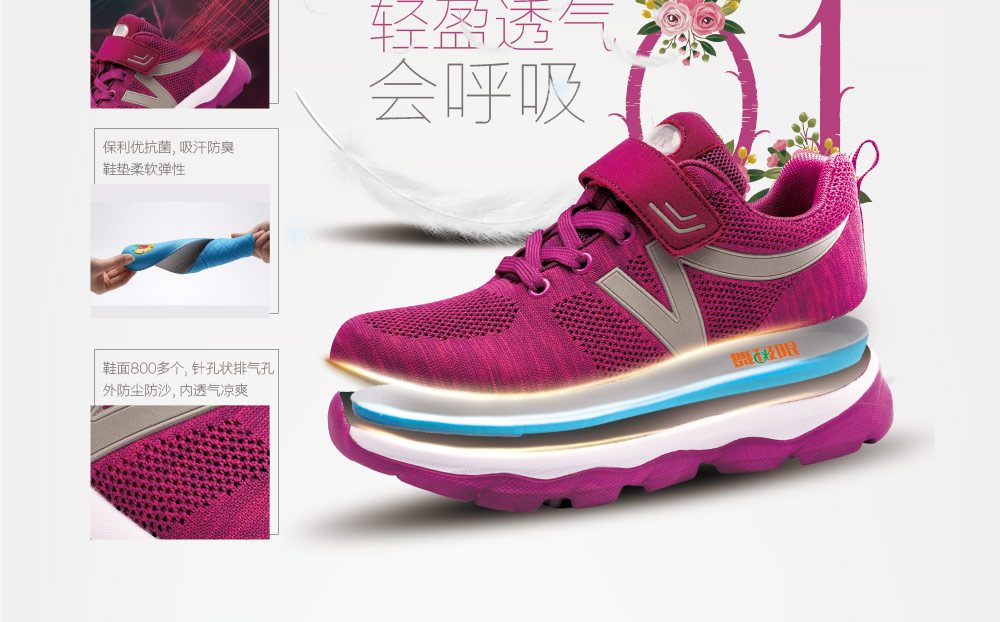 轻盈透气
会呼吸
01
保利优抗菌, 吸汗防臭
鞋垫柔软弹性
鞋面800多个, 针孔状排气孔
外防尘防沙, 内透气凉爽